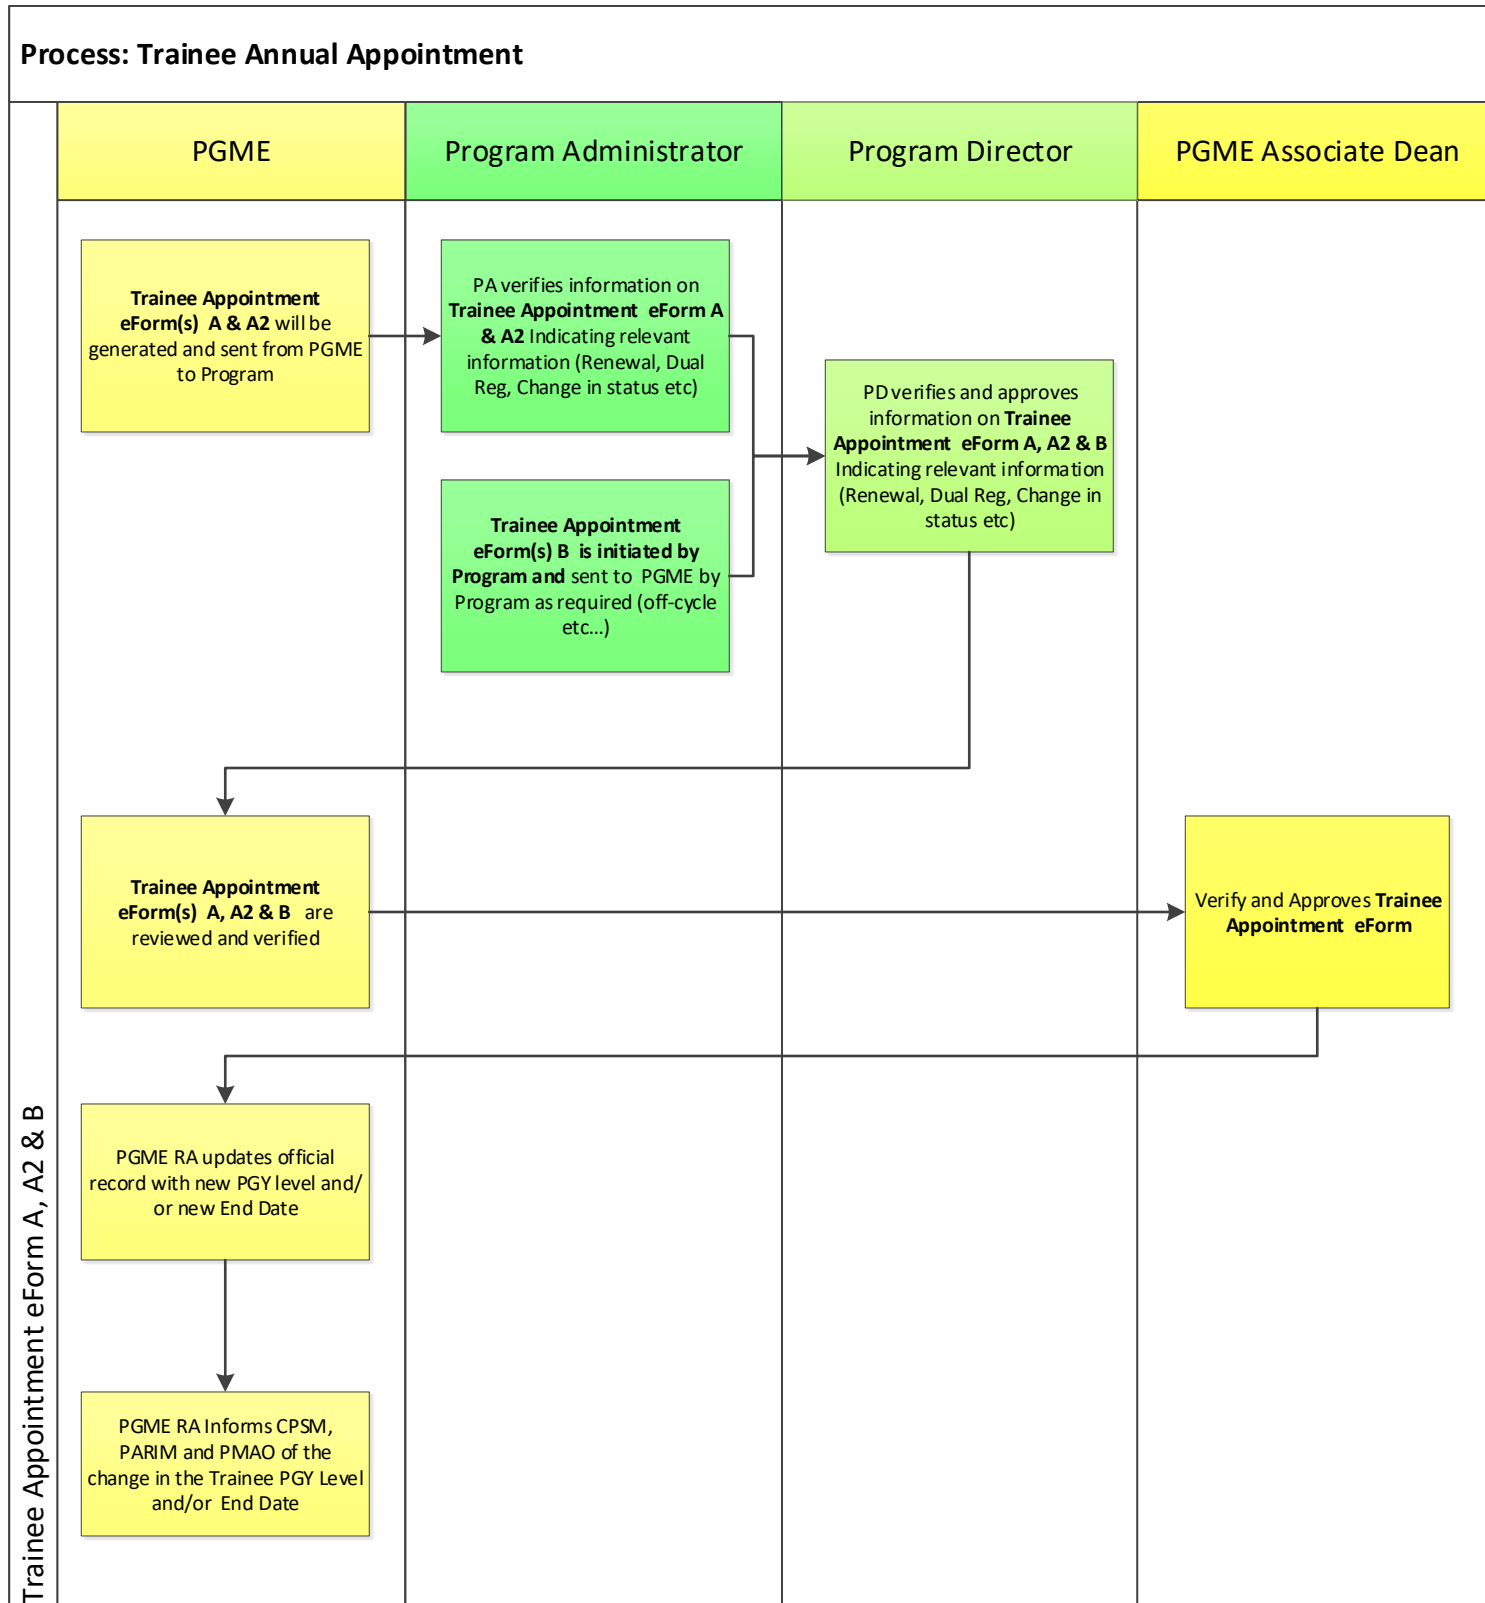 Process: Trainee Annual Appointment
PGME
Program Administrator
Program Director
PGME Associate Dean
Trainee Appointment
eForm(s) A & A2 will be
generated and sent from PGME
to Program
PA verifies information on
Trainee Appointment eForm A
& A2 Indicating relevant
information (Renewal, Dual
Reg, Change in status etc)
Trainee Appointment
eForm(s) B is initiated by
Program and sent to PGME by
Program as required (off-cycle
etc...)
PD verifies and approves
information on Trainee
Appointment eForm A, A2 & B
Indicating relevant information
(Renewal, Dual Reg, Change in
status etc)
Trainee Appointment
eForm(s) A, A2 & B are
reviewed and verified
Verify and Approves Trainee
Appointment eForm
PGME RA updates official
record with new PGY level and/
or new End Date
PGME RA Informs CPSM,
PARIM and PMAO of the
change in the Trainee PGY Level
and/or End Date
Trainee Appointment eForm A, A2 & B